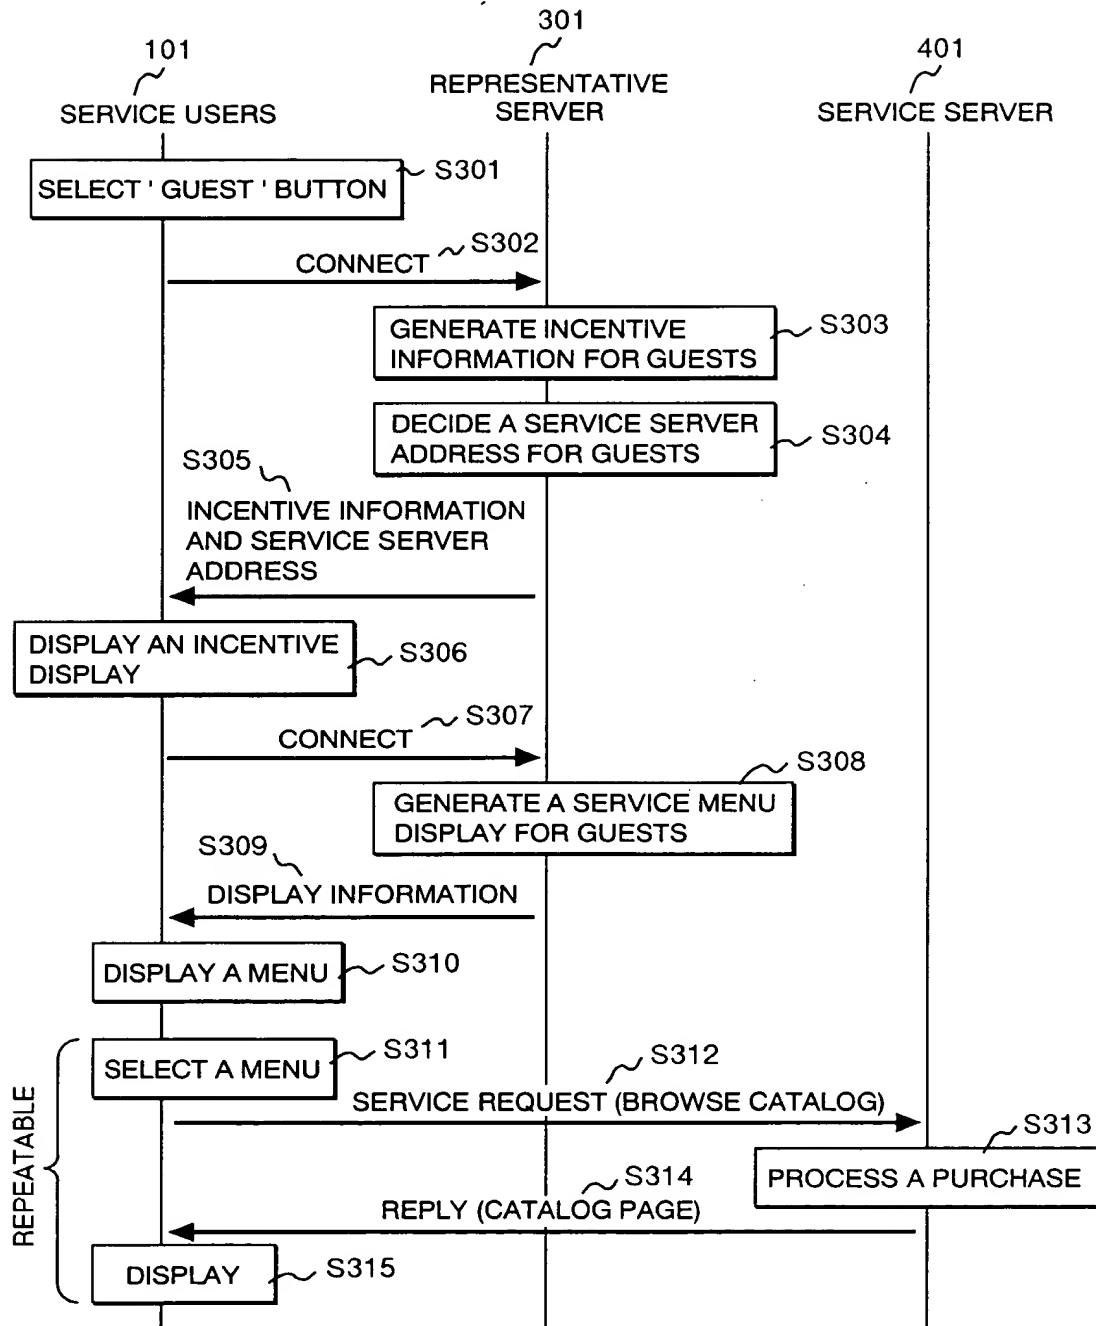 101
SERVICE USERS
301
REPRESENTATIVE
SERVER
401
SERVICE SERVER
SELECT ' GUEST ' BUTTON
S301
CONNECT
S302
GENERATE INCENTIVE
INFORMATION FOR GUESTS
S303
DECIDE A SERVICE SERVER
ADDRESS FOR GUESTS
S304
S305
INCENTIVE INFORMATION
AND SERVICE SERVER
ADDRESS
DISPLAY AN INCENTIVE
DISPLAY
S306
CONNECT
S307
S308
GENERATE A SERVICE MENU
DISPLAY FOR GUESTS
S309
DISPLAY INFORMATION
DISPLAY A MENU
S310
REPEATABLE
SELECT A MENU
S311
S312
SERVICE REQUEST (BROWSE CATALOG)
S313
PROCESS A PURCHASE
S314
REPLY (CATALOG PAGE)
DISPLAY
S315